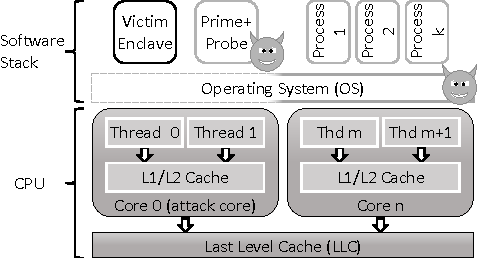 Software
Stack
Victim
Enclave
Prime+
Probe
Process
1
Process
2
Process
k
Operating System (OS)
CPU
Thread 0
Thread 1
L1/L2 Cache
Core 0 (attack core)
Thd m
Thd m+1
L1/L2 Cache
Core n
Last Level Cache (LLC)